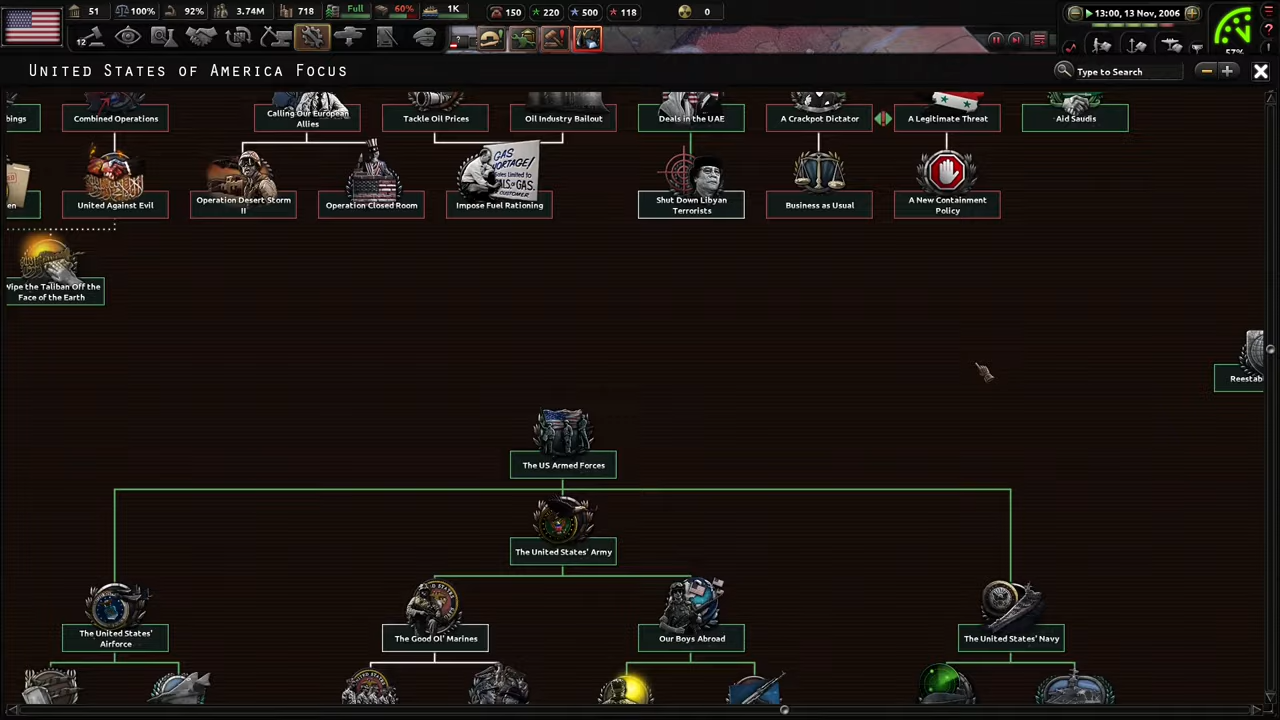 51
100%
92%
3.74M
718
Full
60%
1K
150
220
500
118
0
13:00, 13 Nov, 2006
57%
12
United States of America Focus
Type to Search
Combined Operations
Calling Our European
Allies
Tackle Oil Prices
Oil Industry Bailout
Deals in the UAE
A Crackpot Dictator
A Legitimate Threat
Aid Saudis
GAS
United Against Evil
Operation Desert Storm
II
Operation Closed Room
Impose Fuel Rationing
Shut Down Libyan
Terrorists
Business as Usual
A New Containment
Policy
Wipe the Taliban Off the
Face of the Earth
The US Armed Forces
The United States' Army
The United States'
Airforce
The Good Ol' Marines
Our Boys Abroad
The United States' Navy